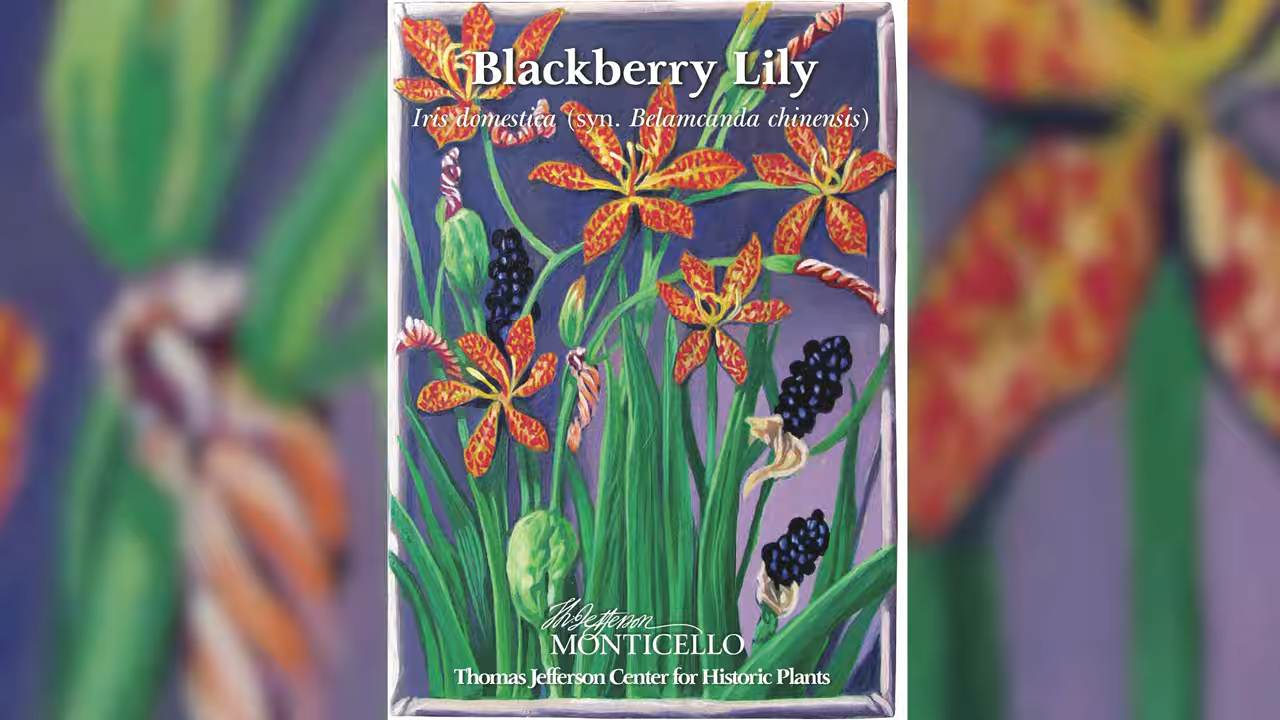 Blackberry Lily
Iris domestica (syn. Belamcanda chinensis)
Th Jefferson
MONTICELLO
Thomas Jefferson Center for Historic Plants